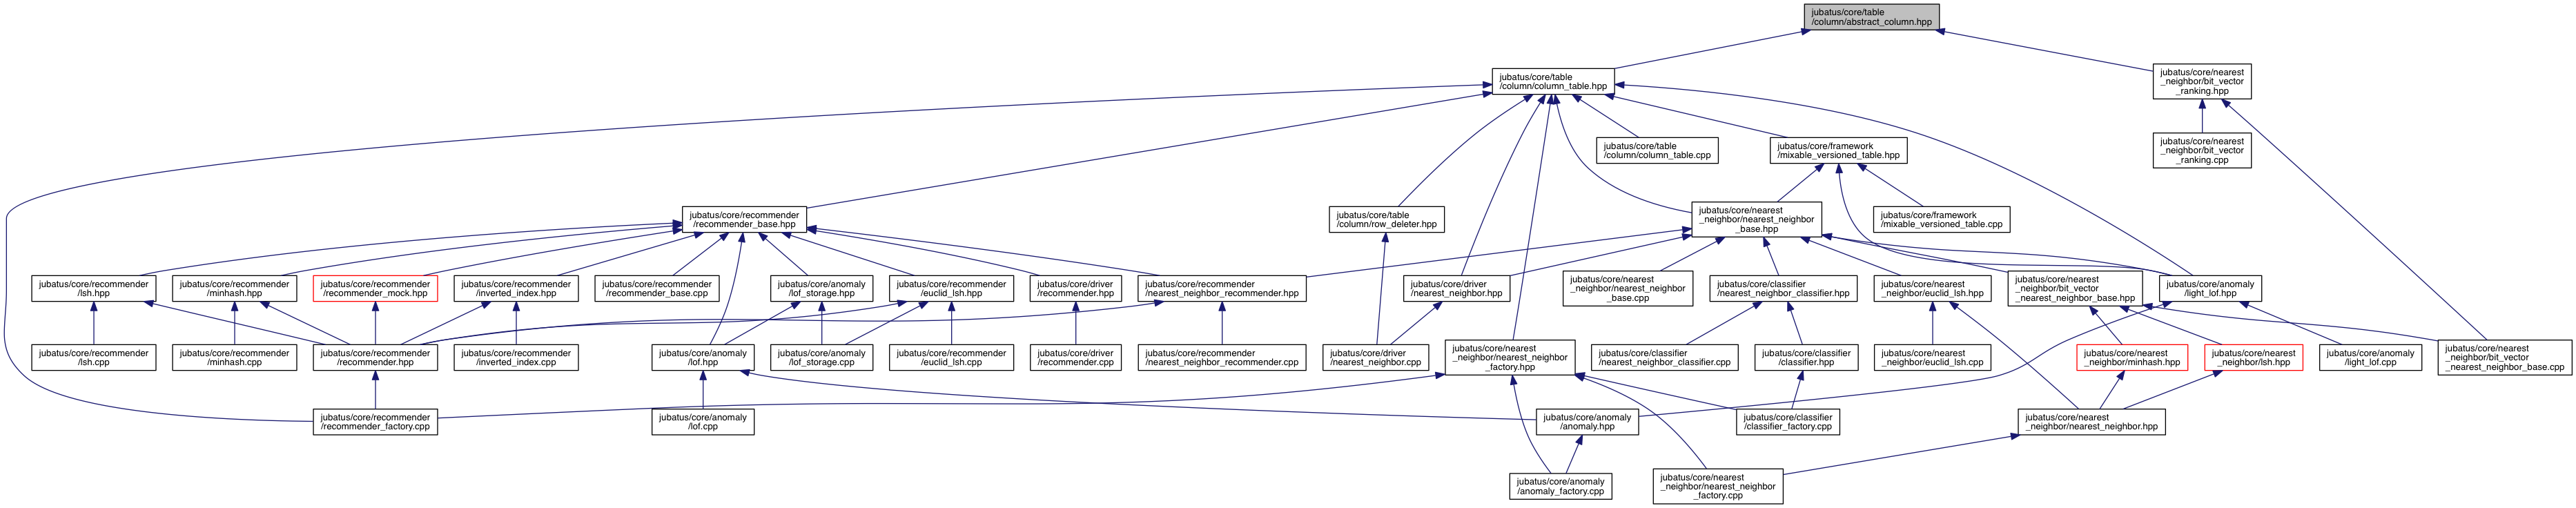 jubatus/core/table
/column/abstract_column.hpp
jubatus/core/table
/column/column_table.hpp
jubatus/core/nearest
_neighbor/bit_vector
_ranking.hpp
jubatus/core/table
/column/column_table.cpp
jubatus/core/framework
/mixable_versioned_table.hpp
jubatus/core/nearest
_neighbor/bit_vector
_ranking.cpp
jubatus/core/recommender
/recommender_base.hpp
jubatus/core/table
/column/row_deleter.hpp
jubatus/core/nearest
_neighbor/nearest_neighbor
_base.hpp
jubatus/core/framework
/mixable_versioned_table.cpp
jubatus/core/recommender
/lsh.hpp
jubatus/core/recommender
/minhash.hpp
jubatus/core/recommender
/recommender_mock.hpp
jubatus/core/recommender
/inverted_index.hpp
jubatus/core/recommender
/recommender_base.cpp
jubatus/core/anomaly
/lof_storage.hpp
jubatus/core/recommender
/euclid_lsh.hpp
jubatus/core/driver
/recommender.hpp
jubatus/core/recommender
/nearest_neighbor_recommender.hpp
jubatus/core/driver
/nearest_neighbor.hpp
jubatus/core/nearest
_neighbor/nearest_neighbor
_base.cpp
jubatus/core/classifier
/nearest_neighbor_classifier.hpp
jubatus/core/nearest
_neighbor/euclid_lsh.hpp
jubatus/core/nearest
_neighbor/bit_vector
_nearest_neighbor_base.hpp
jubatus/core/anomaly
/light_lof.hpp
jubatus/core/recommender
/lsh.cpp
jubatus/core/recommender
/minhash.cpp
jubatus/core/recommender
/recommender.hpp
jubatus/core/recommender
/inverted_index.cpp
jubatus/core/anomaly
/lof.hpp
jubatus/core/anomaly
/lof_storage.cpp
jubatus/core/recommender
/euclid_lsh.cpp
jubatus/core/driver
/recommender.cpp
jubatus/core/recommender
/nearest_neighbor_recommender.cpp
jubatus/core/driver
/nearest_neighbor.cpp
jubatus/core/nearest
_neighbor/nearest_neighbor
_factory.hpp
jubatus/core/classifier
/nearest_neighbor_classifier.cpp
jubatus/core/classifier
/classifier.hpp
jubatus/core/nearest
_neighbor/euclid_lsh.cpp
jubatus/core/nearest
_neighbor/minhash.hpp
jubatus/core/nearest
_neighbor/lsh.hpp
jubatus/core/anomaly
/light_lof.cpp
jubatus/core/nearest
_neighbor/bit_vector
_nearest_neighbor_base.cpp
jubatus/core/recommender
/recommender_factory.cpp
jubatus/core/anomaly
/lof.cpp
jubatus/core/anomaly
/anomaly.hpp
jubatus/core/classifier
/classifier_factory.cpp
jubatus/core/nearest
_neighbor/nearest_neighbor.hpp
jubatus/core/anomaly
/anomaly_factory.cpp
jubatus/core/nearest
_neighbor/nearest_neighbor
_factory.cpp